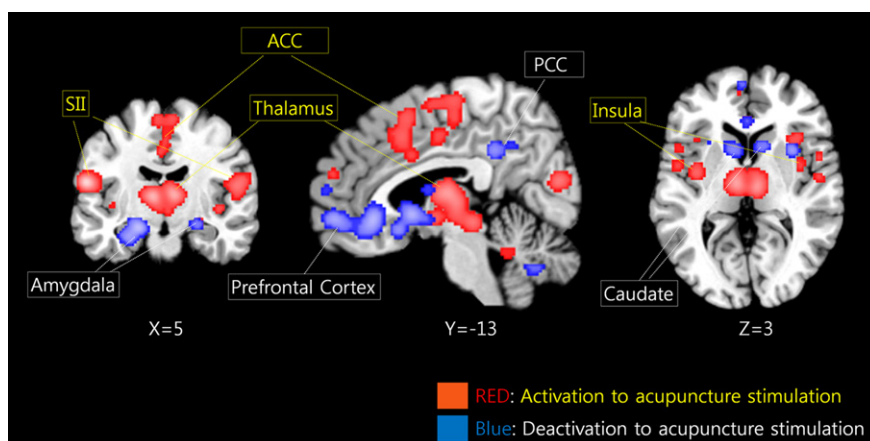 ACC
PCC
SII
Thalamus
Insula
Amygdala
Prefrontal Cortex
Caudate
X=5
Y=-13
Z=3
RED: Activation to acupuncture stimulation
Blue: Deactivation to acupuncture stimulation